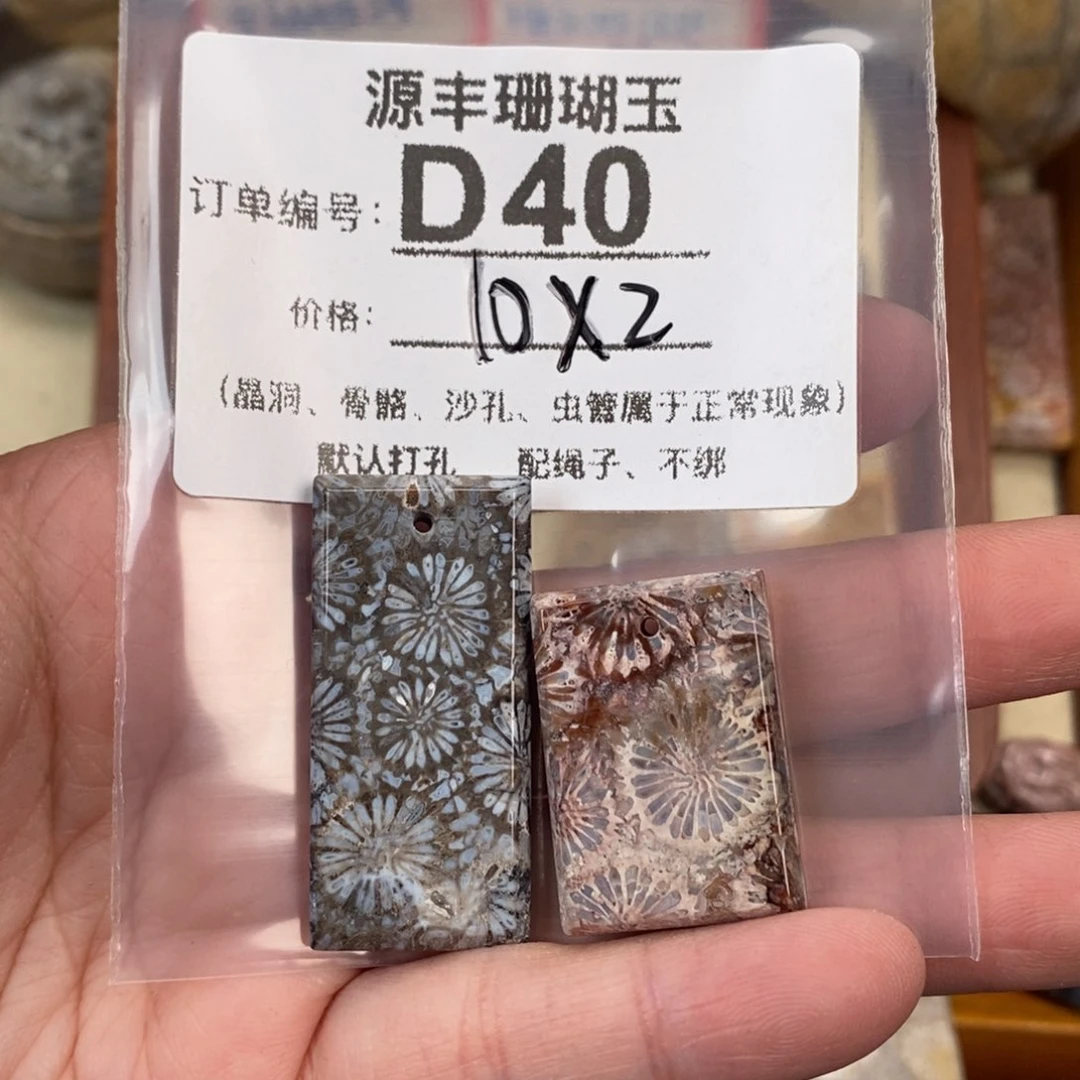 源丰珊瑚玉
订单编号：D40
价格：10X2
（晶洞、骨骼、沙孔、虫管属于正常现象）
默认打孔 配绳子、不绑